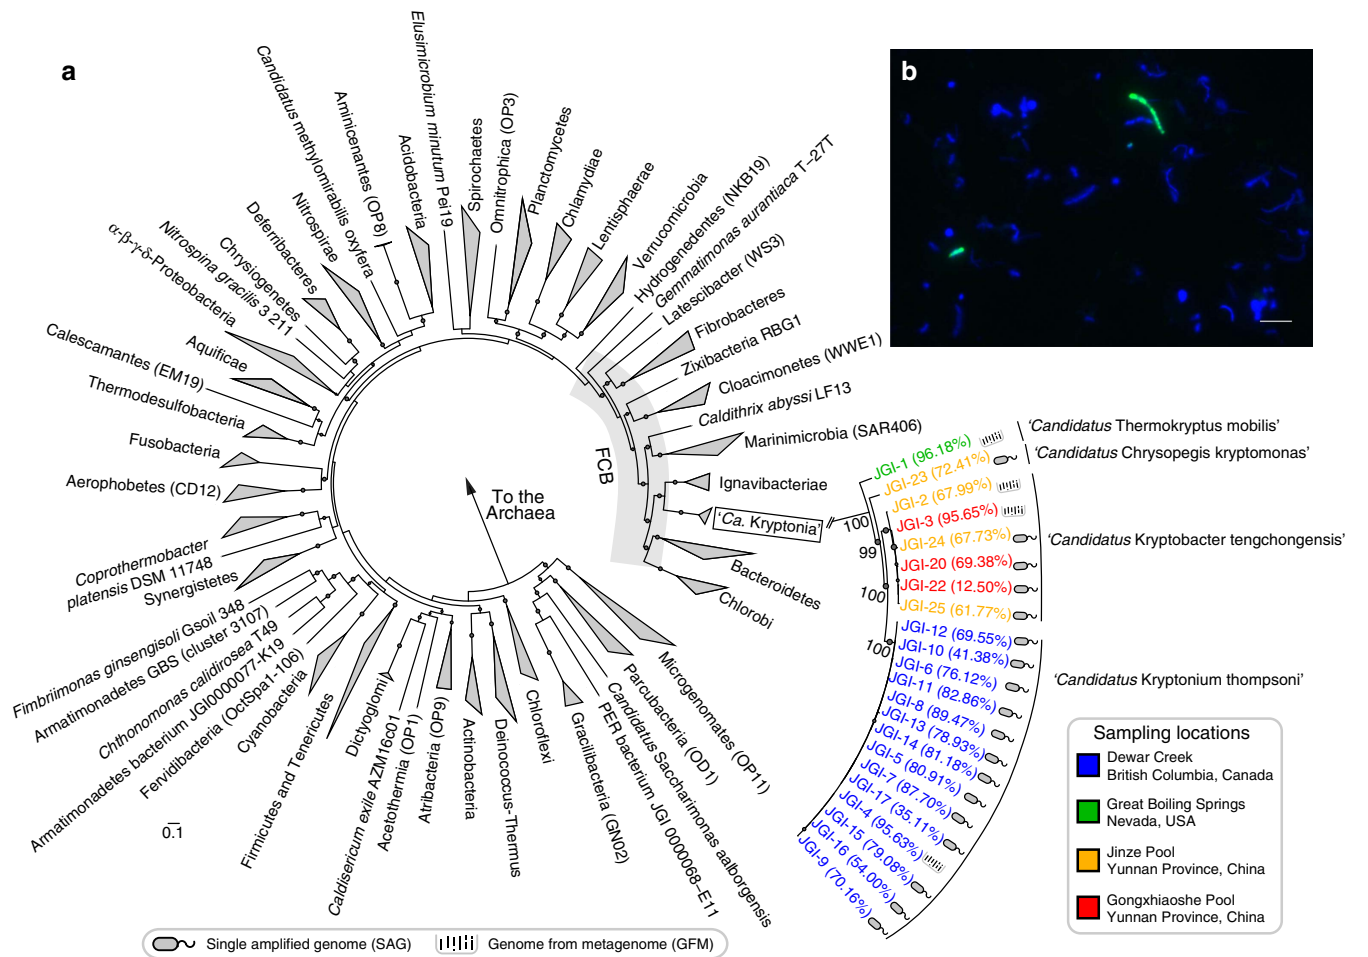 a
b
Candidatus methylomirabilis oxyfera
Aminicenantes (OP8)
Acidobacteria
Elusimicrobium minutum Pei19
Spirochaetes
Omnitrophica (OP3)
Planctomycetes
Chlamydiae
Lentisphaerae
Verrucomicrobia
Hydrogenedentes (NKB19)
Gemmatimonas aurantiaca T–27T
Latescibacter (WS3)
Fibrobacteres
Zixibacteria RBG1
Cloacimonetes (WWE1)
Caldithrix abyssi LF13
Marinimicrobia (SAR406)
Ignavibacteriae
'Ca. Kryptonia'
Bacteroidetes
Chlorobi
FCB
To the
Archaea
Nitrospirae
Deferribacteres
Chrysiogenetes
Nitrospina gracilis 3 211
α-β-γ-δ-Proteobacteria
Aquificae
Calescamantes (EM19)
Thermodesulfobacteria
Fusobacteria
Aerophobetes (CD12)
Coprothermobacter
platensis DSM 11748
Synergistetes
Fimbriimonas ginsengisoli Gsoil 348
Armatimonadetes GBS (cluster 3107)
Chthonomonas calidirosea T49
Armatimonadetes bacterium JGI0000077-K19
Fervidibacteria (OctSpa1-106)
Cyanobacteria
Firmicutes and Tenericutes
Dictyoglomi
Caldisericum exile AZM16c01
Acetothermia (OP1)
Atribacteria (OP9)
Actinobacteria
Deinococcus-Thermus
Chloroflexi
Gracilibacteria (GN02)
PER bacterium JGI 0000068–E11
Candidatus Saccharimonas aalborgensis
Parcubacteria (OD1)
Microgenomates (OP11)
0.1
100
99
100
100
JGI-1 (96.18%)
JGI-23 (72.41%)
JGI-2 (67.99%)
JGI-3 (95.65%)
JGI-24 (67.73%)
JGI-20 (69.38%)
JGI-22 (12.50%)
JGI-25 (61.77%)
JGI-12 (69.55%)
JGI-10 (41.38%)
JGI-6 (76.12%)
JGI-11 (82.86%)
JGI-8 (89.47%)
JGI-13 (78.93%)
JGI-14 (81.18%)
JGI-5 (80.91%)
JGI-7 (87.70%)
JGI-17 (35.11%)
JGI-4 (95.63%)
JGI-15 (79.08%)
JGI-16 (54.00%)
JGI-9 (70.16%)
'Candidatus Thermokryptus mobilis'
'Candidatus Chrysopegis kryptomonas'
'Candidatus Kryptobacter tengchongensis'
'Candidatus Kryptonium thompsoni'
Sampling locations
Dewar Creek
British Columbia, Canada
Great Boiling Springs
Nevada, USA
Jinze Pool
Yunnan Province, China
Gongxhiaoshe Pool
Yunnan Province, China
Single amplified genome (SAG)
Genome from metagenome (GFM)